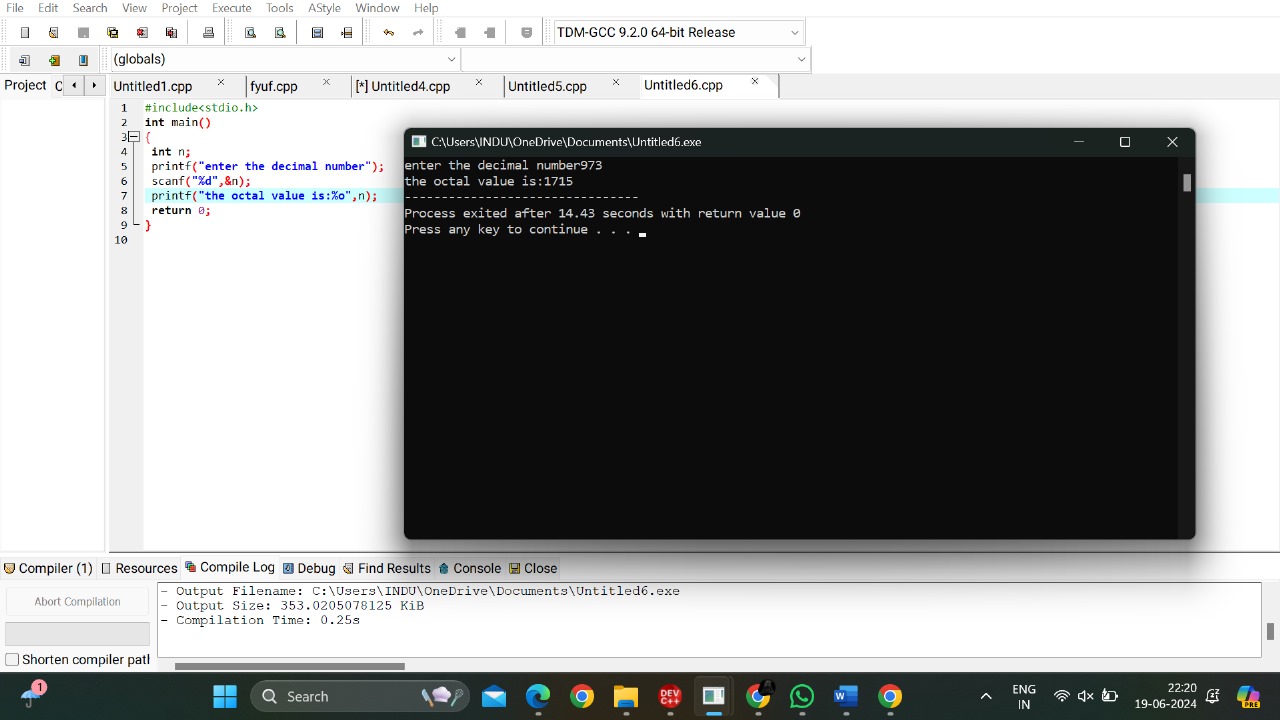 File Edit Search View Project Execute Tools AStyle Window Help
TDM-GCC 9.2.0 64-bit Release
(globals)
Project C Untitled1.cpp fyuf.cpp [*] Untitled4.cpp Untitled5.cpp Untitled6.cpp
1 #include<stdio.h>
2 int main()
3 {
4 int n;
5 printf("enter the decimal number");
6 scanf("%d",&n);
7 printf("the octal value is:%o",n);
8 return 0;
9 }
10
C:\Users\INDU\OneDrive\Documents\Untitled6.exe
enter the decimal number973
the octal value is:1715
--------------------------------
Process exited after 14.43 seconds with return value 0
Press any key to continue . . .
Compiler (1) Resources Compile Log Debug Find Results Console Close
Abort Compilation
Shorten compiler patl
- Output Filename: C:\Users\INDU\OneDrive\Documents\Untitled6.exe
- Output Size: 353.0205078125 KiB
- Compilation Time: 0.25s
1
Search
DEV C++
W
PRE
ENG
IN
22:20
19-06-2024